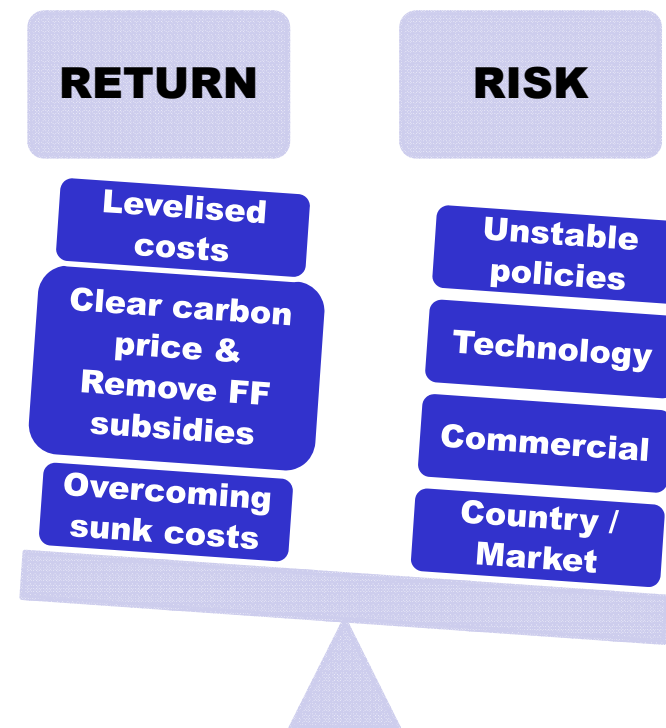 RETURN
RISK
Levelised
costs
Clear carbon
price &
Remove FF
subsidies
Overcoming
sunk costs
Unstable
policies
Technology
Commercial
Country /
Market